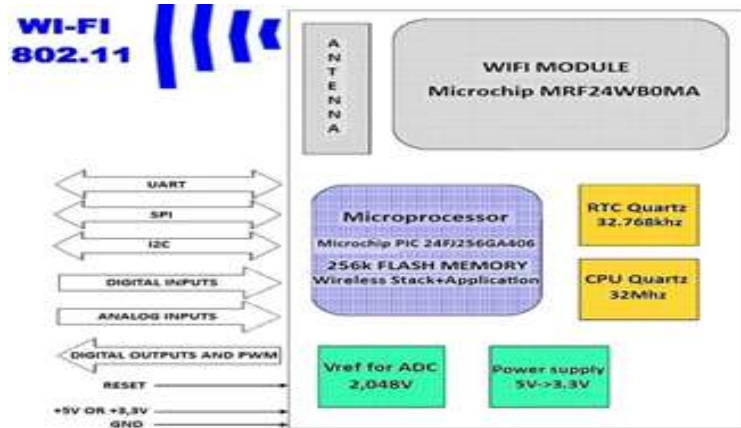 WI-FI
802.11
A
N
T
E
N
N
A
WIFI MODULE
Microchip MRF24WB0MA
UART
SPI
I2C
DIGITAL INPUTS
ANALOG INPUTS
DIGITAL OUTPUTS AND PWM
RESET
+5V OR +3,3V
GND
Microprocessor
Microchip PIC 24FJ256GA406
256k FLASH MEMORY
Wireless Stack+Application
RTC Quartz
32.768khz
CPU Quartz
32Mhz
Vref for ADC
2,048V
Power supply
5V->3.3V